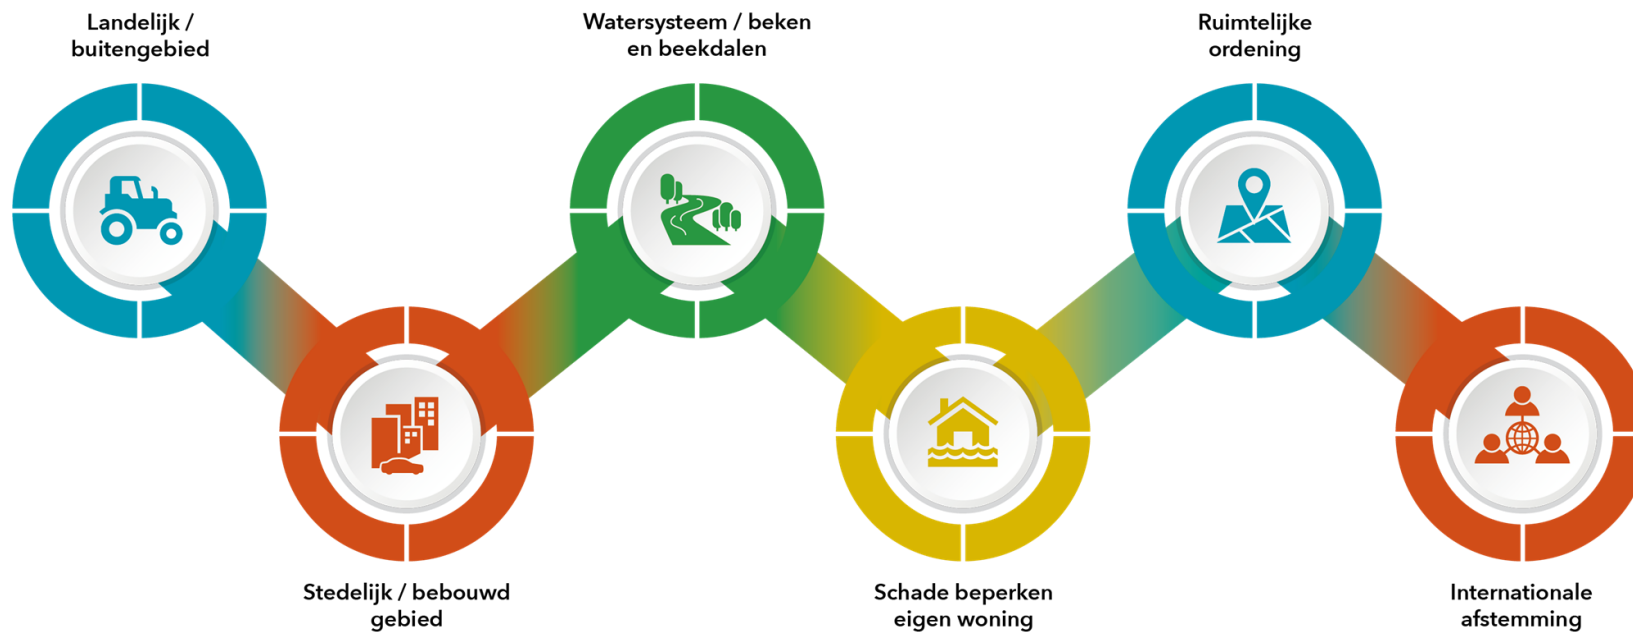 Landelijk /
buitengebied
Watersysteem / beken
en beekdalen
Ruimtelijke
ordening
Stedelijk / bebouwd
gebied
Schade beperken
eigen woning
Internationale
afstemming